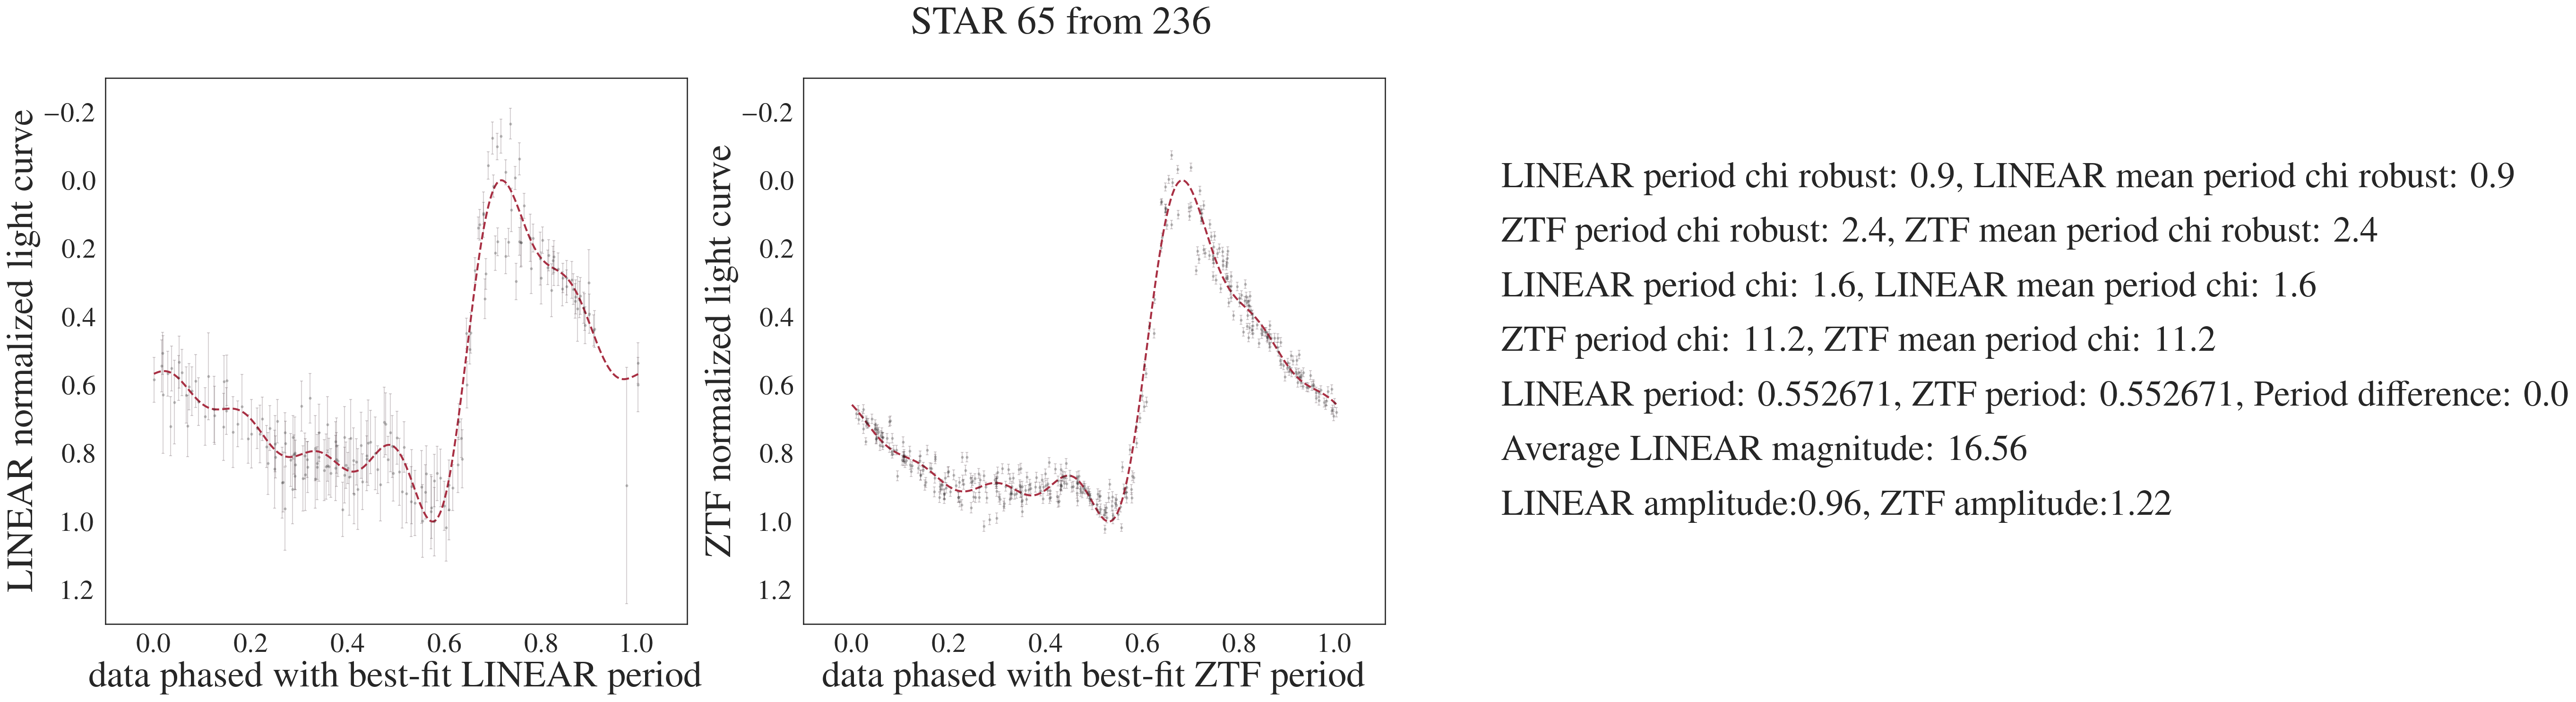 STAR 65 from 236
LINEAR normalized light curve
−0.2
0.0
0.2
0.4
0.6
0.8
1.0
1.2
0.0 0.2 0.4 0.6 0.8 1.0
data phased with best-fit LINEAR period
ZTF normalized light curve
−0.2
0.0
0.2
0.4
0.6
0.8
1.0
1.2
0.0 0.2 0.4 0.6 0.8 1.0
data phased with best-fit ZTF period
LINEAR period chi robust: 0.9, LINEAR mean period chi robust: 0.9
ZTF period chi robust: 2.4, ZTF mean period chi robust: 2.4
LINEAR period chi: 1.6, LINEAR mean period chi: 1.6
ZTF period chi: 11.2, ZTF mean period chi: 11.2
LINEAR period: 0.552671, ZTF period: 0.552671, Period difference: 0.0
Average LINEAR magnitude: 16.56
LINEAR amplitude:0.96, ZTF amplitude:1.22